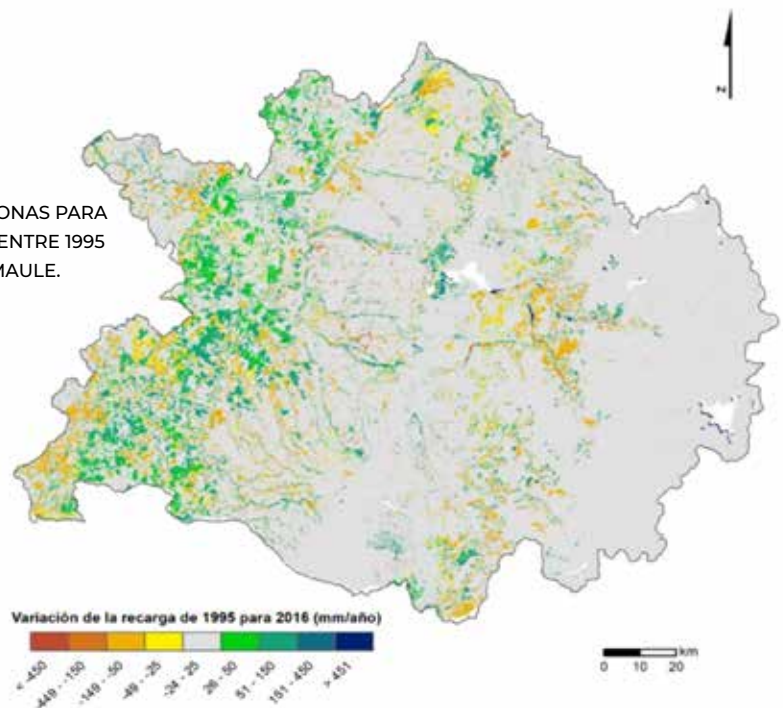 N
ONAS PARA
ENTRE 1995
MAULE.
Variación de la recarga de 1995 para 2016 (mm/año)
< -450
-449 - -150
-149 - -50
-49 - -25
-24 - 25
26 - 50
51 - 150
151 - 450
> 451
km
0 10 20